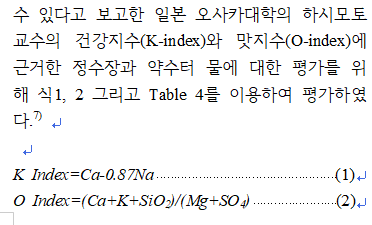 수 있다고 보고한 일본 오사카대학의 하시모토
교수의 건강지수(K-index)와 맛지수(O-index)에
근거한 정수장과 약수터 물에 대한 평가를 위
해 식1, 2 그리고 Table 4를 이용하여 평가하였
다.7)
K Index=Ca-0.87Na (1)
O Index=(Ca+K+SiO2)/(Mg+SO4) (2)